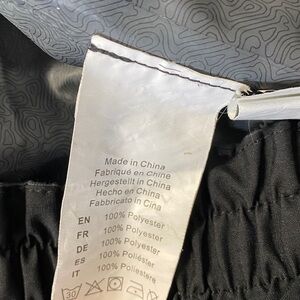 Made in China
Fabriqué en Chine
Hergestellt in China
Hecho en China
Fabbricato in Cina
EN 100% Polyester
FR 100% Polyester
DE 100% Polyester
ES 100% Poliéster
IT 100% Poliestere
30